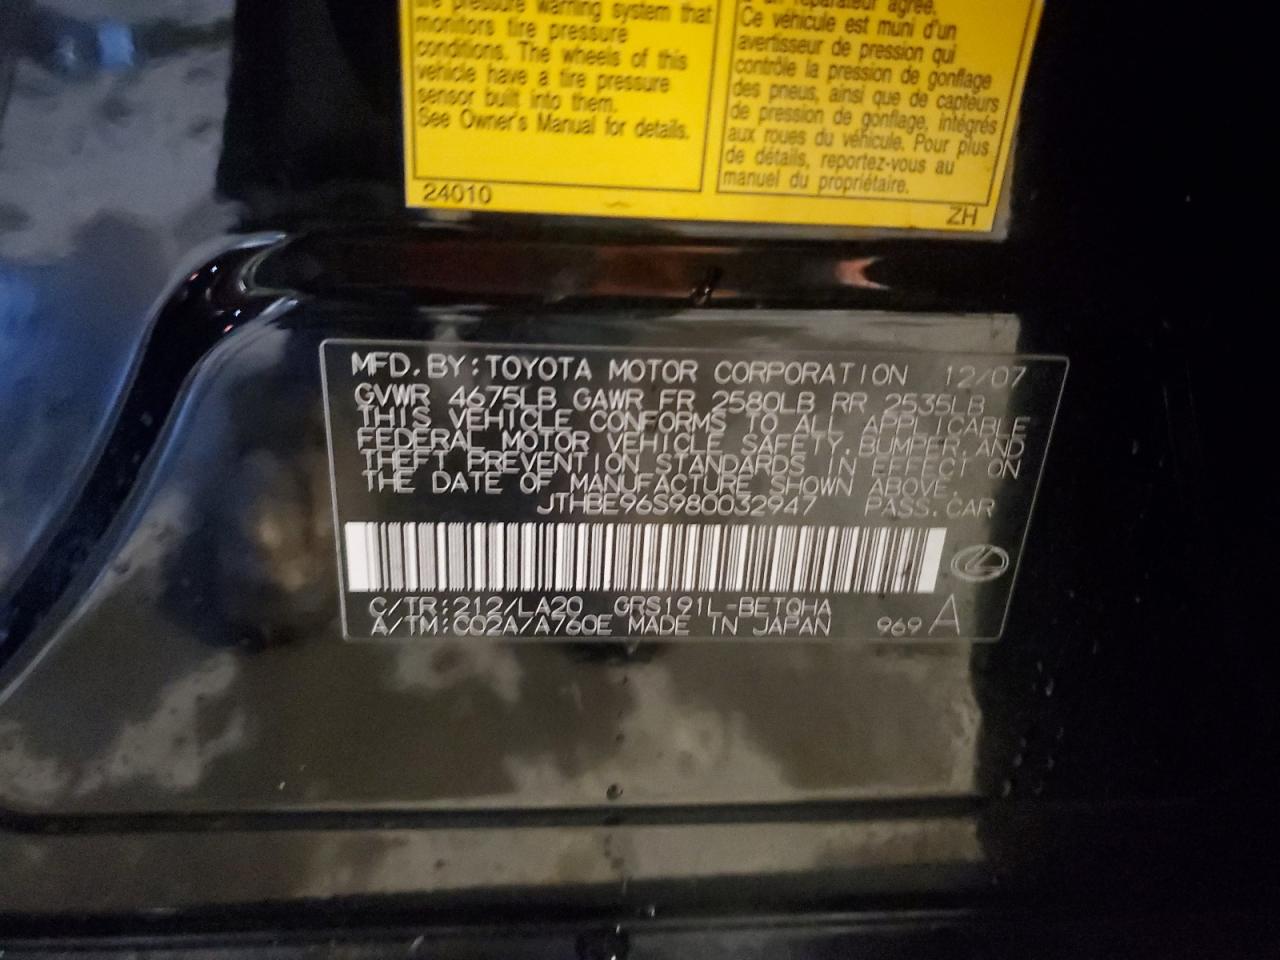 tire pressure warning system that
monitors tire pressure
conditions. The wheels of this
vehicle have a tire pressure
sensor built into them.
See Owner's Manual for details.
24010
un réparateur agréé.
Ce véhicule est muni d'un
avertisseur de pression qui
contrôle la pression de gonflage
des pneus, ainsi que de capteurs
de pression de gonflage, intégrés
aux roues du véhicule. Pour plus
de détails, reportez-vous au
manuel du propriétaire.
ZH
MFD. BY: TOYOTA MOTOR CORPORATION 12/07
GVWR 4675LB GAWR FR 2580LB RR 2535LB
THIS VEHICLE CONFORMS TO ALL APPLICABLE
FEDERAL MOTOR VEHICLE SAFETY, BUMPER, AND
THEFT PREVENTION STANDARDS IN EFFECT ON
THE DATE OF MANUFACTURE SHOWN ABOVE.
JTHBE96S980032947 PASS. CAR
C/TR: 212/LA20 GRS191L-BETQHA
A/TM: C02A/A760E MADE IN JAPAN 969 A